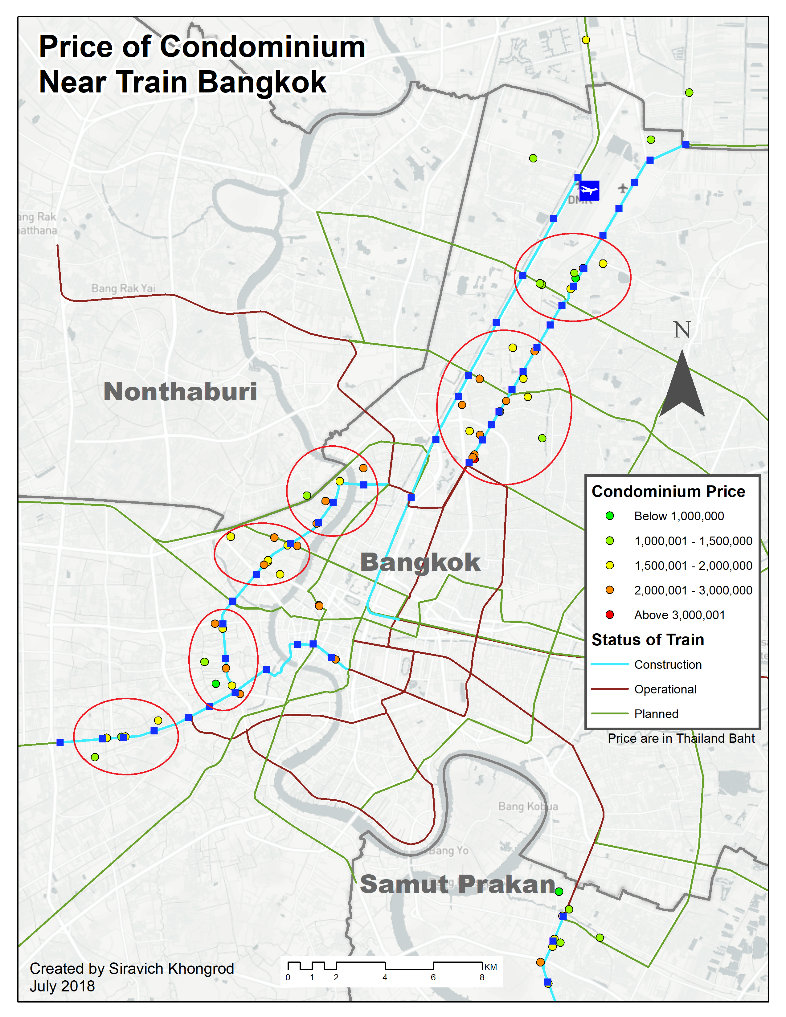 Price of Condominium
Near Train Bangkok
DMK
ang Rak
hatthana
Bang Rak Yai
N
Nonthaburi
Condominium Price
Below 1,000,000
1,000,001 - 1,500,000
1,500,001 - 2,000,000
2,000,001 - 3,000,000
Above 3,000,001
Status of Train
Construction
Operational
Planned
Bangkok
Price are in Thailand Baht
Bang Kobua
Bang Yo
Samut Prakan
Created by Siravich Khongrod
July 2018
KM
0 1 2 4 6 8